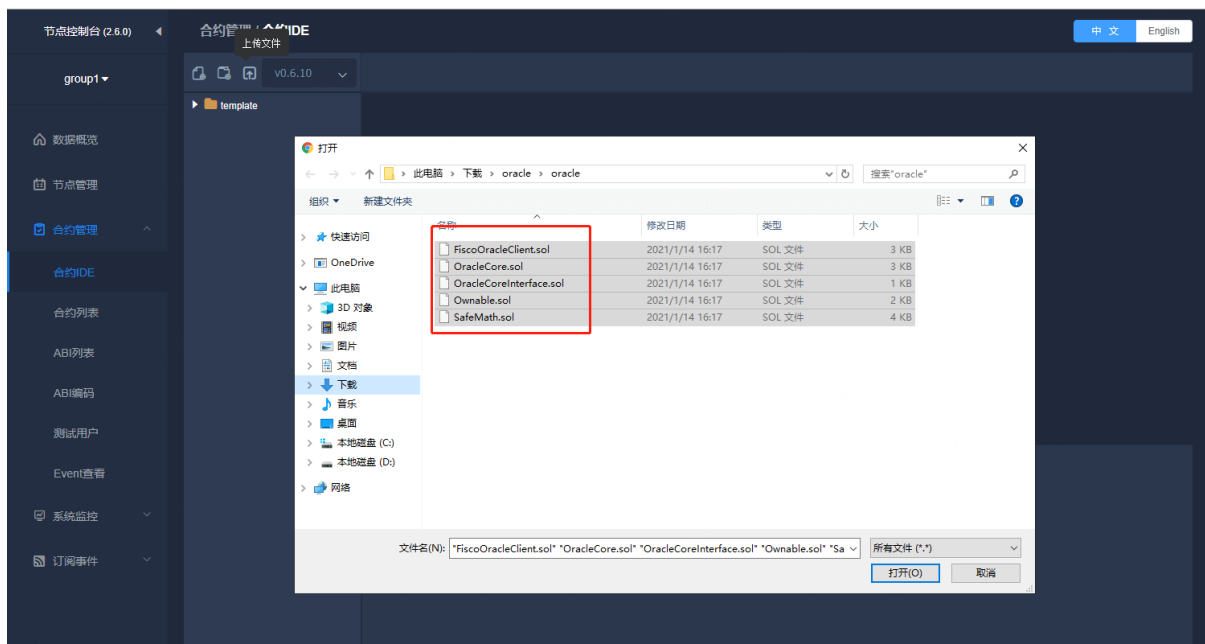 节点控制台 (2.6.0)
合约管理 / 合约IDE
中 文
English
上传文件
group1
v0.6.10
template
数据概览
节点管理
合约管理
合约IDE
合约列表
ABI列表
ABI编码
测试用户
Event查看
系统监控
订阅事件
打开
此电脑 › 下载 › oracle › oracle
搜索"oracle"
组织
新建文件夹
名称
修改日期
类型
大小
快速访问
OneDrive
此电脑
3D 对象
视频
图片
文档
下载
音乐
桌面
本地磁盘 (C:)
本地磁盘 (D:)
网络
FiscoOracleClient.sol 2021/1/14 16:17 SOL 文件 3 KB
OracleCore.sol 2021/1/14 16:17 SOL 文件 3 KB
OracleCoreInterface.sol 2021/1/14 16:17 SOL 文件 1 KB
Ownable.sol 2021/1/14 16:17 SOL 文件 2 KB
SafeMath.sol 2021/1/14 16:17 SOL 文件 4 KB
文件名(N): "FiscoOracleClient.sol" "OracleCore.sol" "OracleCoreInterface.sol" "Ownable.sol" "Sa
所有文件 (*.*)
打开(O)
取消